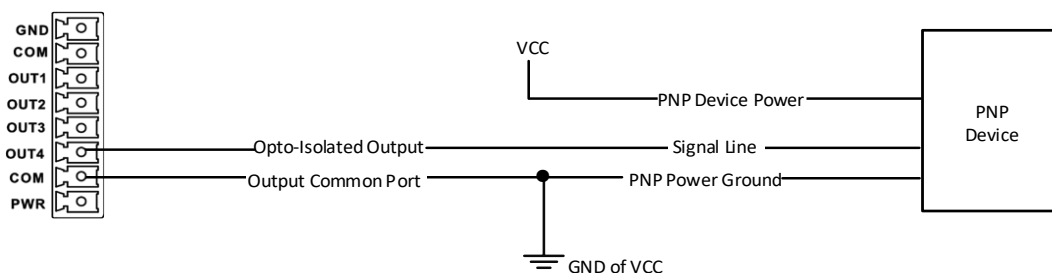 GND
COM
OUT1
OUT2
OUT3
OUT4
COM
PWR
VCC
PNP Device Power
Opto-Isolated Output
Signal Line
Output Common Port
PNP Power Ground
GND of VCC
PNP
Device